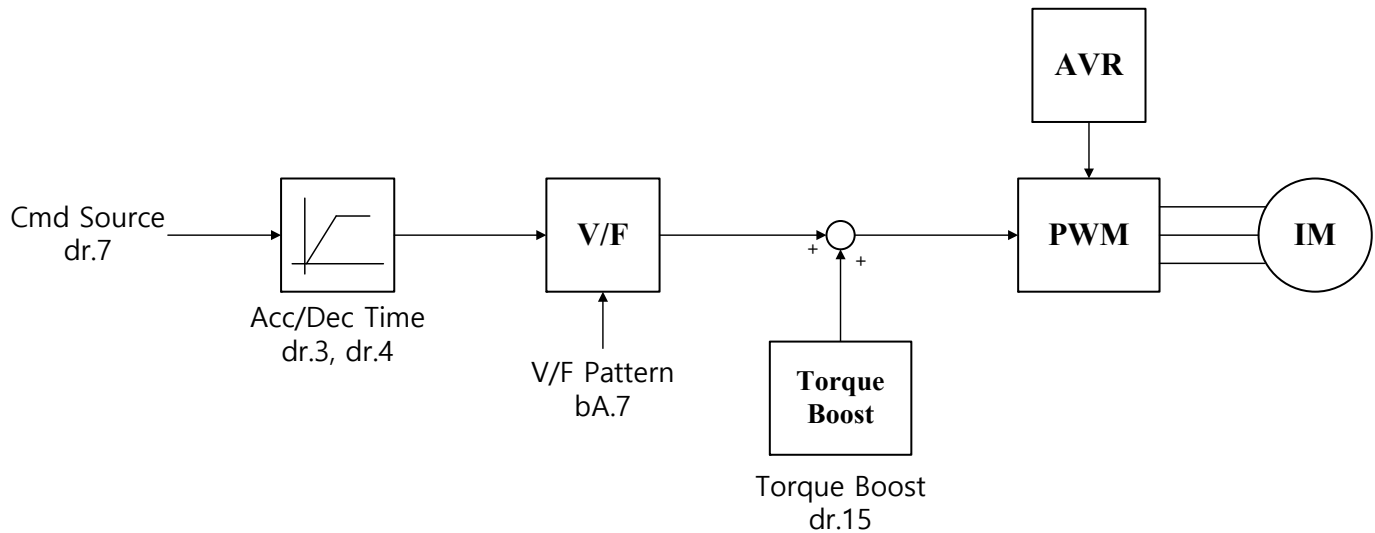 AVR
Cmd Source
dr.7
V/F
+
+
PWM
IM
Acc/Dec Time
dr.3, dr.4
V/F Pattern
bA.7
Torque
Boost
Torque Boost
dr.15